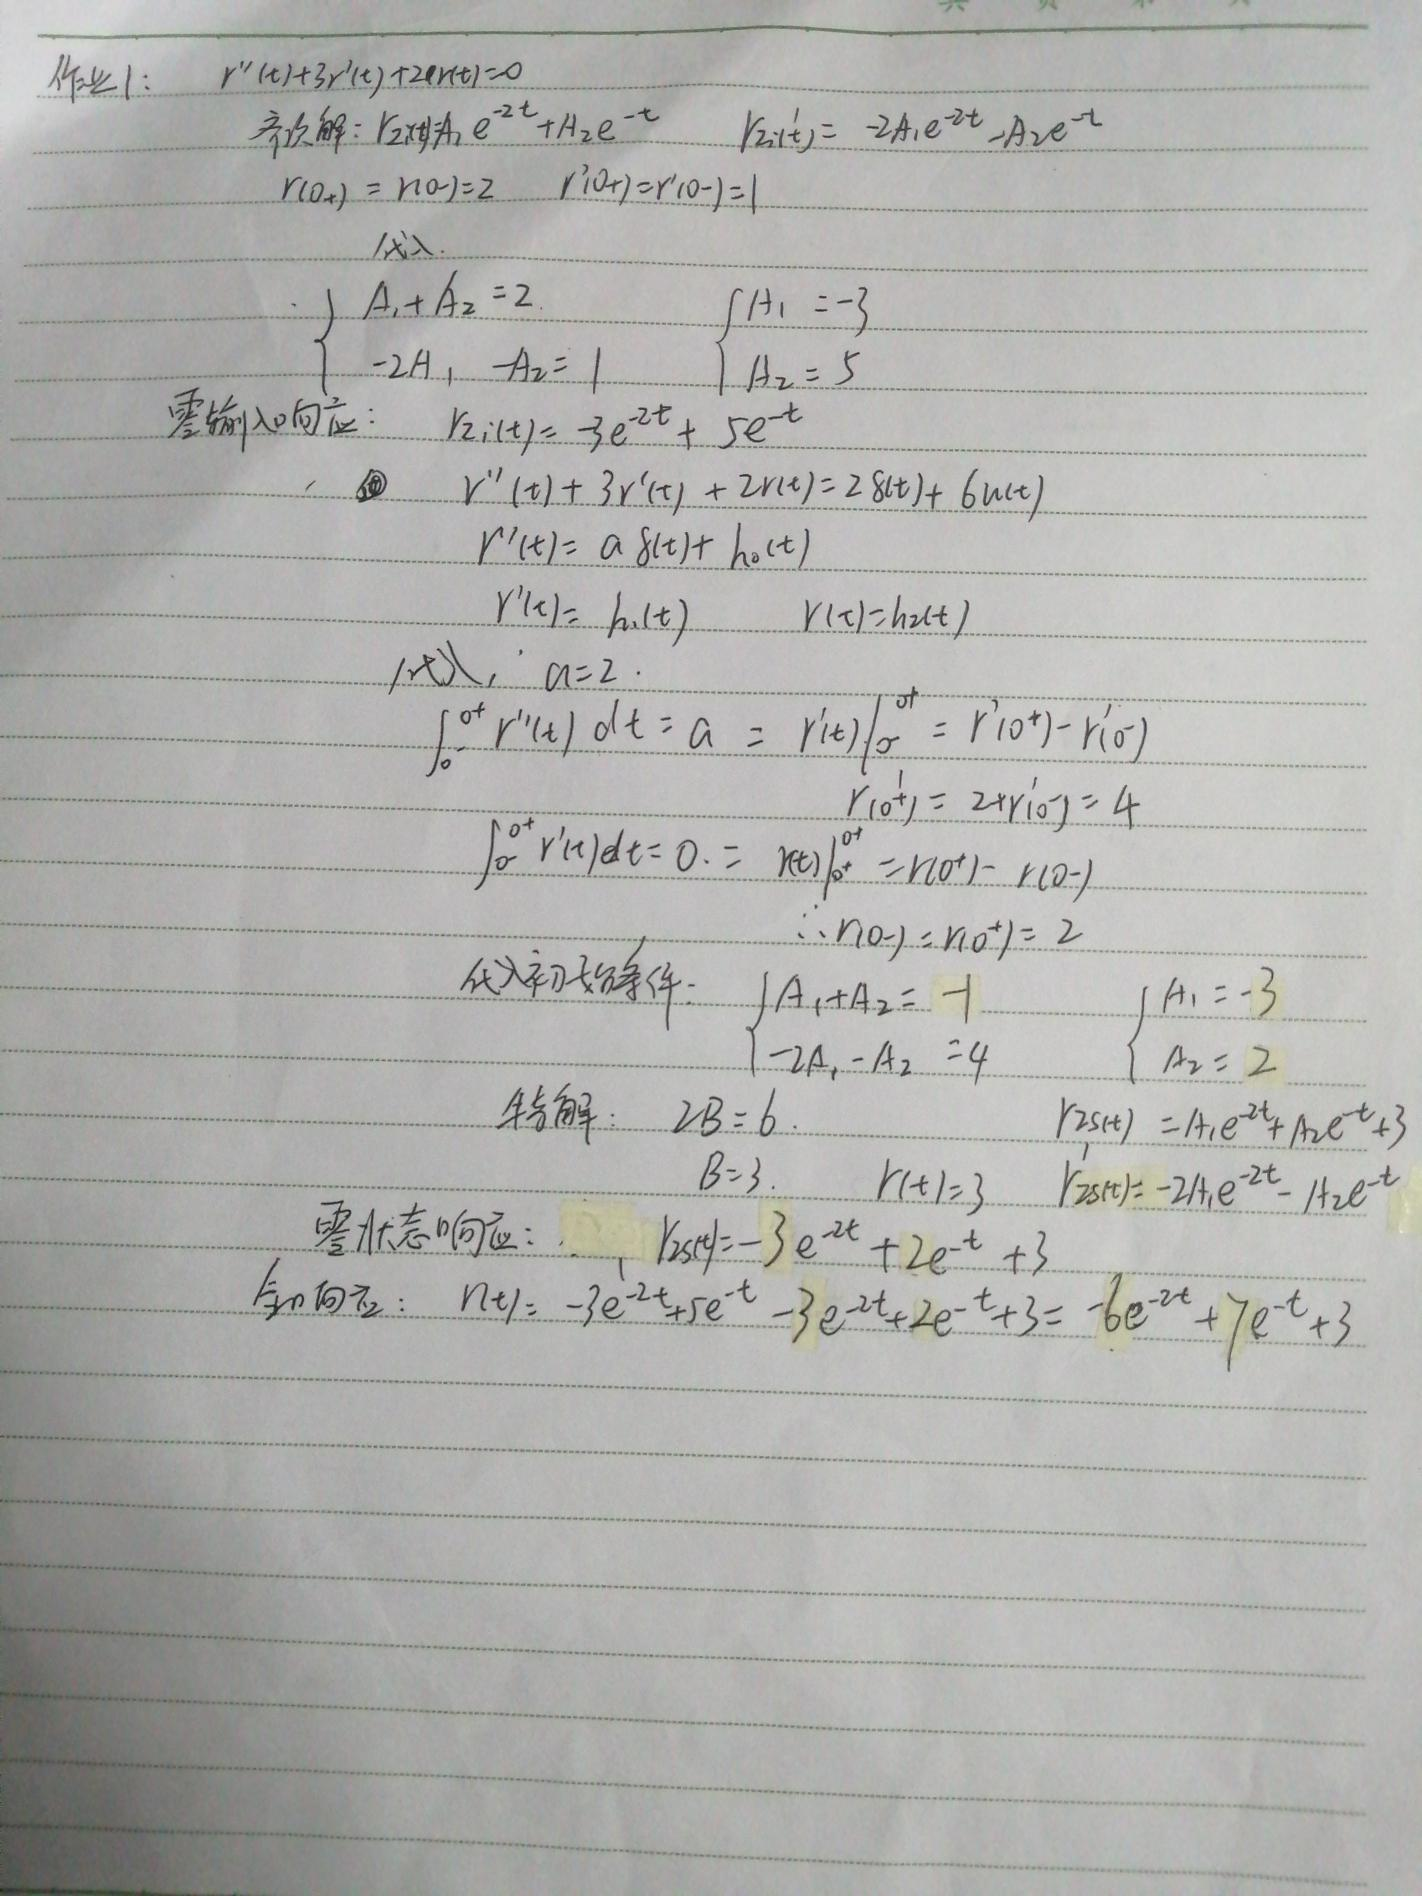 作业1: r''(t)+3r'(t)+2r(t)=0
齐次解: rzi(t)=A₁e^{-2t}+A₂e^{-t} rzi'(t)= -2A₁e^{-2t}-A₂e^{-t}
r(0+) = r(0-)=2 r'(0+)=r'(0-)=1
代入.
{ A₁+A₂ =2 { A₁ =-3
-2A₁ -A₂= 1 A₂ = 5
零输入响应: rzi(t)= -3e^{-2t} + 5e^{-t}
r''(t)+ 3r'(t) + 2r(t)=2δ(t)+ 6u(t)
r''(t)= aδ(t)+ h₀(t)
r'(t)= h₁(t) r(t)=h₂(t)
代入, a=2.
∫_{0-}^{0+} r''(t) dt = a = r'(t)|_{0-}^{0+} = r'(0+)- r'(0-)
r'(0+) = 2+r'(0-) = 4
∫_{0-}^{0+} r'(t)dt=0. = r(t)|_{0+}^{0+} =r(0+)- r(0-)
∴r(0-) = r(0+)= 2
代入初始条件: { A₁+A₂= -1 { A₁ = -3
-2A₁-A₂ =4 A₂ = 2
特解: 2B=6. rzs(t) =A₁e^{-2t}+A₂e^{-t}+3
B=3. r(t)=3 rzs'(t)=-2A₁e^{-2t}-A₂e^{-t}
零状态响应: rzs(t)=-3e^{-2t} +2e^{-t} +3
全响应: r(t)= -3e^{-2t}+5e^{-t} -3e^{-2t}+2e^{-t}+3= -6e^{-2t}+7e^{-t}+3